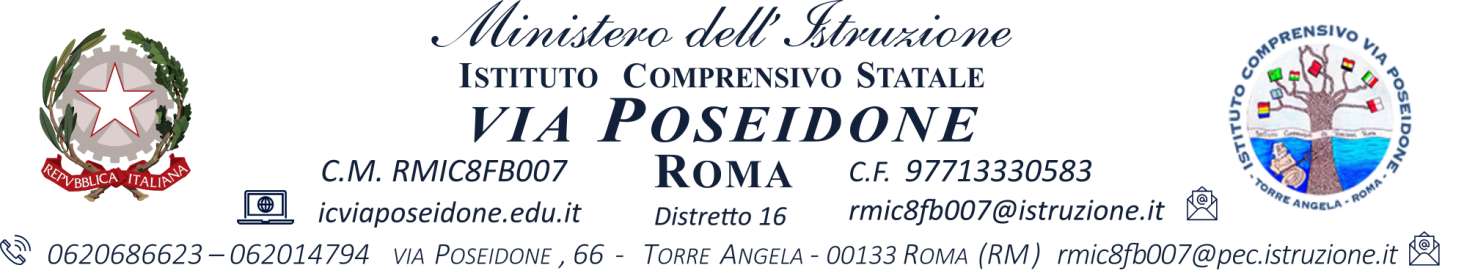 Ministero dell'Istruzione
ISTITUTO COMPRENSIVO STATALE
VIA POSEIDONE
C.M. RMIC8FB007 ROMA C.F. 97713330583
icviaposeidone.edu.it Distretto 16 rmic8fb007@istruzione.it
0620686623 – 062014794 VIA POSEIDONE , 66 - TORRE ANGELA - 00133 ROMA (RM) rmic8fb007@pec.istruzione.it
REPVBBLICA ITALIANA
ISTITUTO COMPRENSIVO VIA POSEIDONE
- TORRE ANGELA - ROMA -